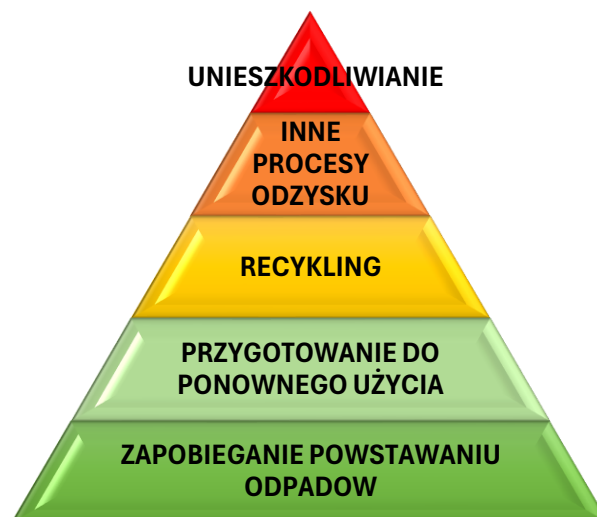 UNIESZKODLIWIANIE
INNE
PROCESY
ODZYSKU
RECYKLING
PRZYGOTOWANIE DO
PONOWNEGO UŻYCIA
ZAPOBIEGANIE POWSTAWANIU
ODPADOW